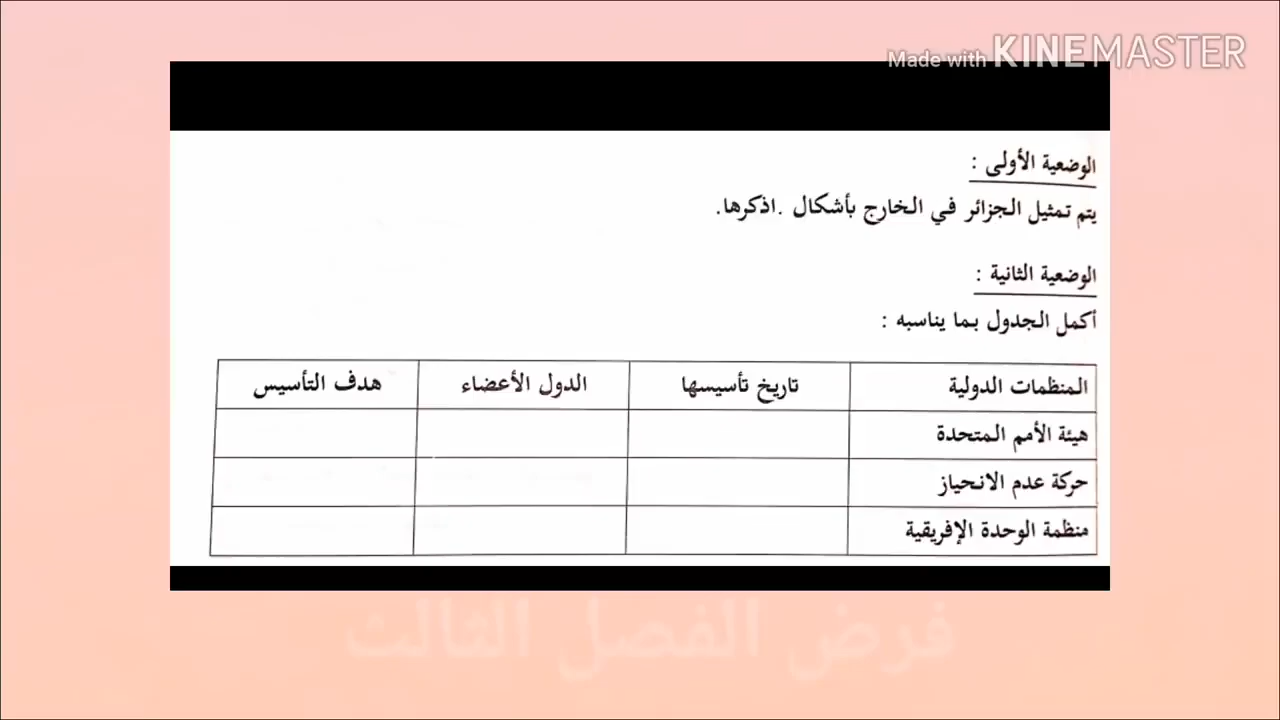 Made with KINEMASTER
الوضعية الأولى :
يتم تمثيل الجزائر في الخارج بأشكال .اذكرها.
الوضعية الثانية :
أكمل الجدول بما يناسبه :
المنظمات الدولية تاريخ تأسيسها الدول الأعضاء هدف التأسيس
هيئة الأمم المتحدة
حركة عدم الانحياز
منظمة الوحدة الإفريقية
فرض الفصل الثالث